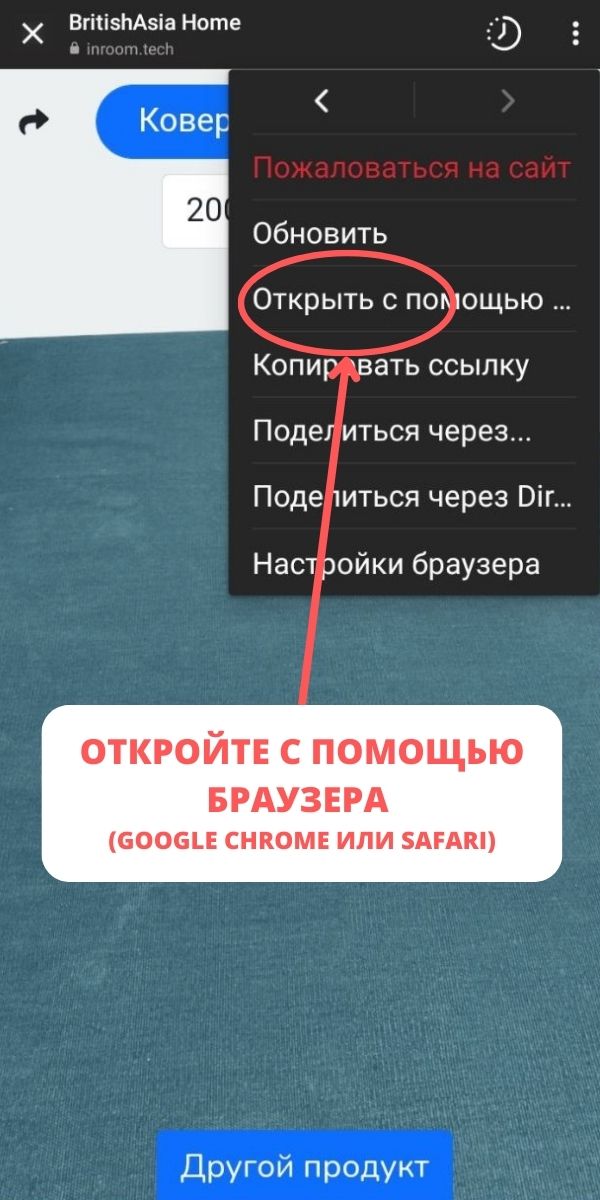 BritishAsia Home
inroom.tech
Ковер
200
Пожаловаться на сайт
Обновить
Открыть с помощью ...
Копировать ссылку
Поделиться через...
Поделиться через Dir...
Настройки браузера
ОТКРОЙТЕ С ПОМОЩЬЮ
БРАУЗЕРА
(GOOGLE CHROME ИЛИ SAFARI)
Другой продукт